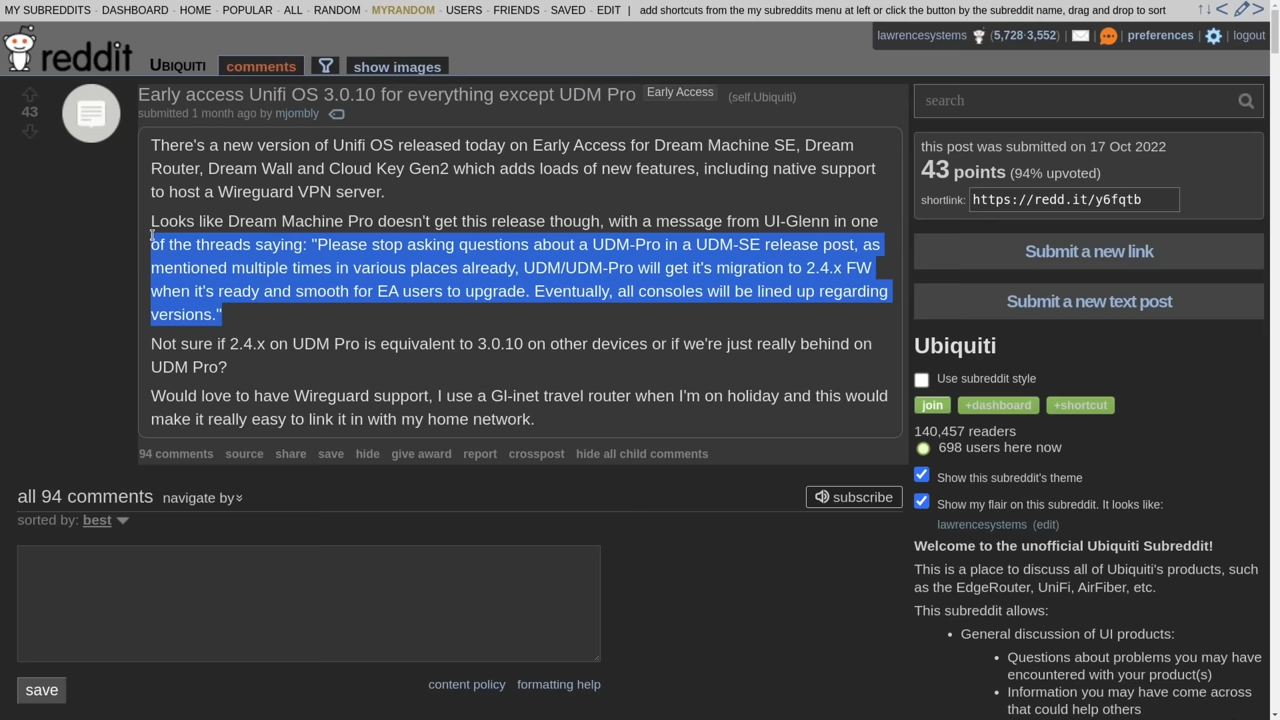 MY SUBREDDITS - DASHBOARD - HOME - POPULAR - ALL - RANDOM - MYRANDOM - USERS - FRIENDS - SAVED - EDIT | add shortcuts from the my subreddits menu at left or click the button by the subreddit name, drag and drop to sort
lawrencesystems (5,728·3,552) | | | preferences | | logout
reddit UBIQUITI comments show images
43
Early access Unifi OS 3.0.10 for everything except UDM Pro Early Access (self.Ubiquiti)
submitted 1 month ago by mjombly
There's a new version of Unifi OS released today on Early Access for Dream Machine SE, Dream
Router, Dream Wall and Cloud Key Gen2 which adds loads of new features, including native support
to host a Wireguard VPN server.
Looks like Dream Machine Pro doesn't get this release though, with a message from UI-Glenn in one
of the threads saying: "Please stop asking questions about a UDM-Pro in a UDM-SE release post, as
mentioned multiple times in various places already, UDM/UDM-Pro will get it's migration to 2.4.x FW
when it's ready and smooth for EA users to upgrade. Eventually, all consoles will be lined up regarding
versions."
Not sure if 2.4.x on UDM Pro is equivalent to 3.0.10 on other devices or if we're just really behind on
UDM Pro?
Would love to have Wireguard support, I use a Gl-inet travel router when I'm on holiday and this would
make it really easy to link it in with my home network.
94 comments source share save hide give award report crosspost hide all child comments
all 94 comments navigate by
subscribe
sorted by: best
save
content policy formatting help
search
this post was submitted on 17 Oct 2022
43 points (94% upvoted)
shortlink: https://redd.it/y6fqtb
Submit a new link
Submit a new text post
Ubiquiti
Use subreddit style
join +dashboard +shortcut
140,457 readers
698 users here now
Show this subreddit's theme
Show my flair on this subreddit. It looks like:
lawrencesystems (edit)
Welcome to the unofficial Ubiquiti Subreddit!
This is a place to discuss all of Ubiquiti's products, such
as the EdgeRouter, UniFi, AirFiber, etc.
This subreddit allows:
• General discussion of UI products:
• Questions about problems you may have
encountered with your product(s)
• Information you may have come across
that could help others